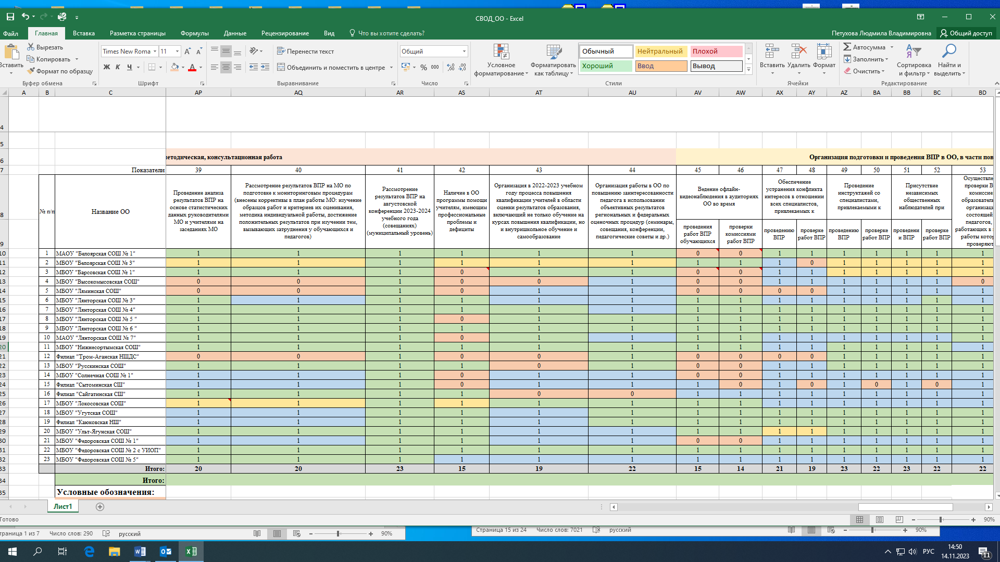 СВОД_ОО - Excel
Файл Главная Вставка Разметка страницы Формулы Данные Рецензирование Вид Что вы хотите сделать? Петухова Людмила Владимировна Общий доступ
Вставить
Вырезать
Копировать
Формат по образцу
Буфер обмена
Times New Roma 11
Ж К Ч
Шрифт
Перенести текст
Объединить и поместить в центре
Выравнивание
Общий
% 000
Число
Условное форматирование
Форматировать как таблицу
Обычный Нейтральный Плохой
Хороший Ввод Вывод
Стили
Вставить Удалить Формат
Ячейки
Автосумма
Заполнить
Очистить
Сортировка и фильтр
Найти и выделить
Редактирование
A B C AP AQ AR AS AT AU AV AW AX AY AZ BA BB BC BD
методическая, консультационная работа
Организация подготовки и проведения ВПР в ОО, в части пов
Показатели 39 40 41 42 43 44 45 46 47 48 49 50 51 52 53
№ п/п
Название ОО
Проведение анализа результатов ВПР на основе статистических данных руководителями МО и учителями на заседаниях МО
Рассмотрение результатов ВПР на МО по подготовке к мониторинговым процедурам (внесены коррективы в план работы МО: изучение образцов работ и критериев их оценивания, методика индивидуальной работы, достижение положительных результатов при изучении тем, вызывающих затруднения у обучающихся и педагогов)
Рассмотрение результатов ВПР на августовской конференции 2023-2024 учебного года (совещаниях) (муниципальный уровень)
Наличие в ОО программы помощи учителям, имеющим профессиональные проблемы и дефициты
Организация в 2022-2023 учебном году процесса повышения квалификации учителей в области оценки результатов образования, включающий не только обучение на курсах повышения квалификации, но и внутришкольное обучение и самообразование
Организация работы в ОО по повышению заинтересованности педагога в использовании объективных результатов региональных и федеральных оценочных процедур (семинары, совещания, конференции, педагогические советы и др.)
Ведение офлайн-видеонаблюдения в аудиториях ОО во время
Обеспечение устранения конфликта интересов в отношении всех специалистов, привлекаемых к
Проведение инструктажей со специалистами, привлекаемыми к
Присутствие независимых общественных наблюдателей при
проведения работ ВПР обучающихся
проверки комиссиями работ ВПР
проведению ВПР
проверке работ ВПР
проведению ВПР
проверке работ ВПР
проведени и ВПР
проверке работ ВПР
10 1 МАОУ "Белоярская СОШ № 1" 1 1 1 1 1 1 0 0 1 1 1 1 1 1 1
11 2 МБОУ "Белоярская СОШ № 3" 1 1 1 1 1 1 1 1 1 0 1 1 1 1 1
12 3 МБОУ "Барсовская СОШ № 1" 1 1 1 0 1 1 0 0 1 1 1 1 1 1 1
13 4 МБОУ "Высокомысовская СОШ" 0 0 1 0 0 1 0 0 1 1 1 1 1 1 0
14 5 МБОУ "Ляминская СОШ" 0 0 1 0 1 1 0 0 0 0 1 1 1 1 1
15 6 МБОУ "Лянторская СОШ № 3" 1 1 1 1 1 1 1 1 1 1 1 1 1 1 1
16 7 МБОУ "Лянторская СОШ № 4" 1 1 1 1 1 1 1 1 1 1 1 1 1 1 1
17 8 МБОУ "Лянторская СОШ № 5 " 1 1 1 0 1 1 1 1 1 1 1 1 1 1 1
18 9 МБОУ "Лянторская СОШ № 6 " 1 1 1 1 1 1 1 1 1 1 1 1 1 1 1
19 10 МАОУ "Лянторская СОШ № 7" 1 1 1 0 1 1 1 1 1 1 1 1 1 1 1
20 11 МБОУ "Нижнесортымская СОШ" 1 1 1 1 1 1 1 1 1 1 1 1 1 1 1
21 12 Филиал "Тром-Аганская НШДС" 0 0 1 0 0 1 0 0 0 0 1 1 1 1 1
22 13 МБОУ "Русскинская СОШ" 1 1 1 1 0 1 0 0 1 1 1 1 1 1 1
23 14 МБОУ "Солнечная СОШ № 1" 1 1 1 0 1 1 0 0 1 1 1 1 1 1 1
24 15 Филиал "Сытоминская СШ" 1 1 1 0 1 1 1 0 1 0 1 0 1 0 1
25 16 Филиал "Сайгатинская СШ" 1 1 1 1 0 0 1 1 1 1 1 1 1 1 1
26 17 МБОУ "Локосовская СОШ" 1 1 1 1 1 1 1 1 1 1 1 1 1 1 1
27 18 МБОУ "Угутская СОШ" 1 1 1 1 1 1 1 1 1 1 1 1 1 1 1
28 19 Филиал "Каюковская НШ" 1 1 1 1 1 1 1 1 1 1 1 1 1 1 1
29 20 МБОУ "Ульт-Ягунская СОШ" 1 1 1 1 1 1 1 1 1 1 1 1 1 1 1
30 21 МБОУ "Федоровская СОШ № 1" 1 1 1 1 1 1 0 0 1 1 1 1 1 1 1
31 22 МБОУ "Федоровская СОШ № 2 с УИОП" 1 1 1 1 1 1 1 1 1 1 1 1 1 1 1
32 23 МБОУ "Федоровская СОШ № 5" 1 1 1 1 1 1 1 1 1 1 1 1 1 1 1
33 Итого: 20 20 23 15 19 22 15 14 21 19 23 22 23 22 22
34 Итого:
35 Условные обозначения:
Лист1
Готово 90%
Страница 1 из 7 Число слов: 290 русский 90%
Страница 15 из 24 Число слов: 7021 русский 90%
РУС 14:50
14.11.2023
11